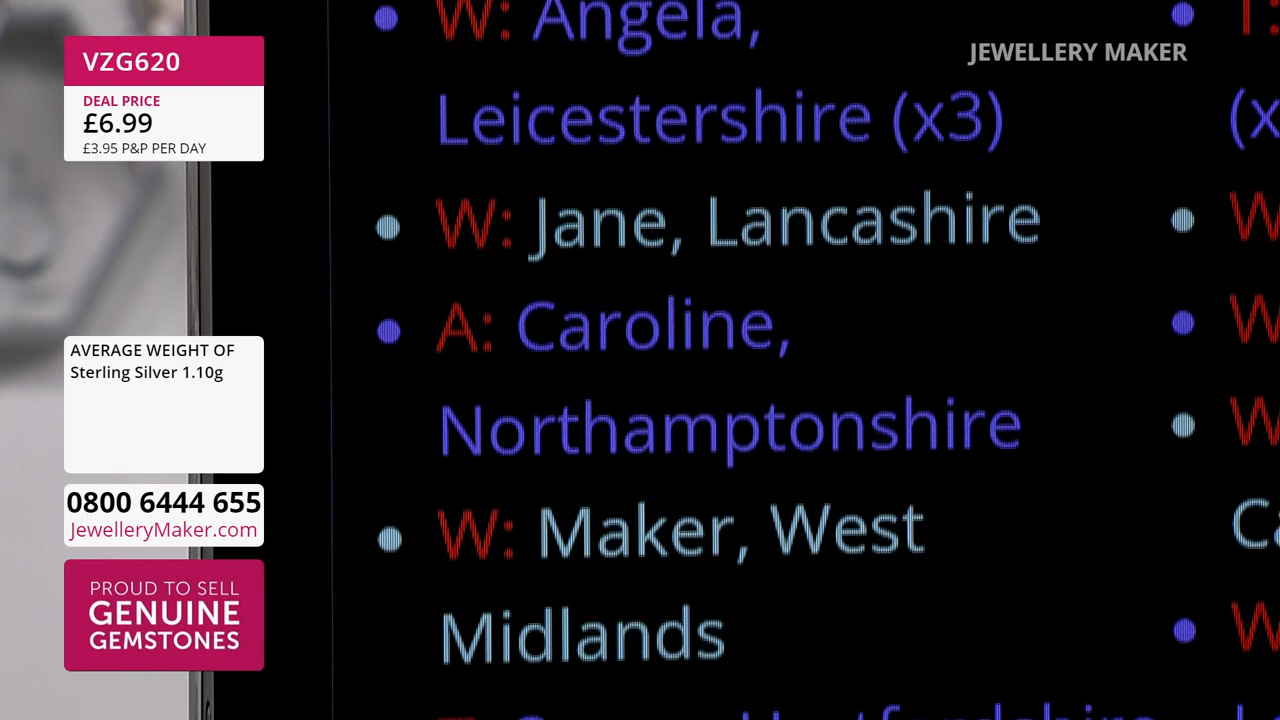 VZG620
DEAL PRICE
£6.99
£3.95 P&P PER DAY
AVERAGE WEIGHT OF
Sterling Silver 1.10g
0800 6444 655
JewelleryMaker.com
PROUD TO SELL
GENUINE
GEMSTONES
JEWELLERY MAKER
W: Angela,
Leicestershire (x3)
W: Jane, Lancashire
A: Caroline,
Northamptonshire
W: Maker, West
Midlands
(x
W
W
W
W